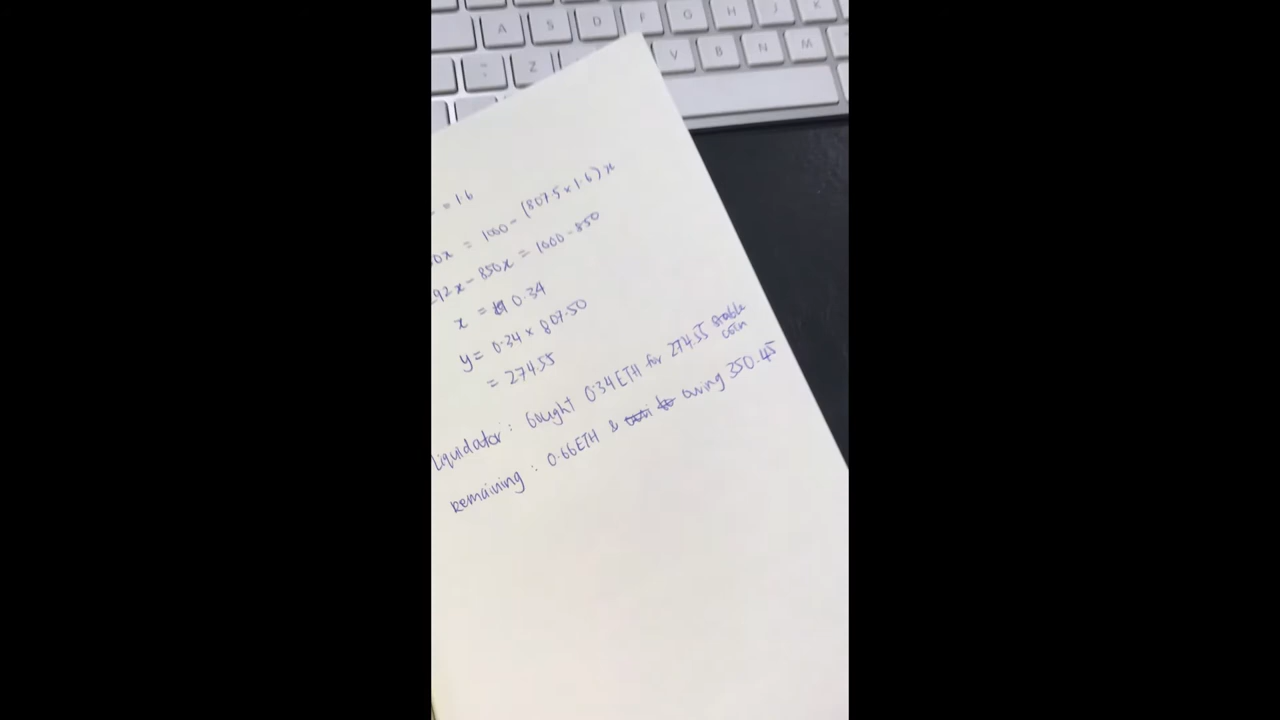 A S D F G H J K
Z V B N M
= 1.6
0x = 1000 - (807.5 x 1.6) x
292x - 850x = 1000 - 850
x = 0.34
y = 0.34 x 807.50
= 274.55
Liquidator : bought 0.34 ETH for 274.55 stable coin
Remaining : 0.66 ETH & owing 350.45